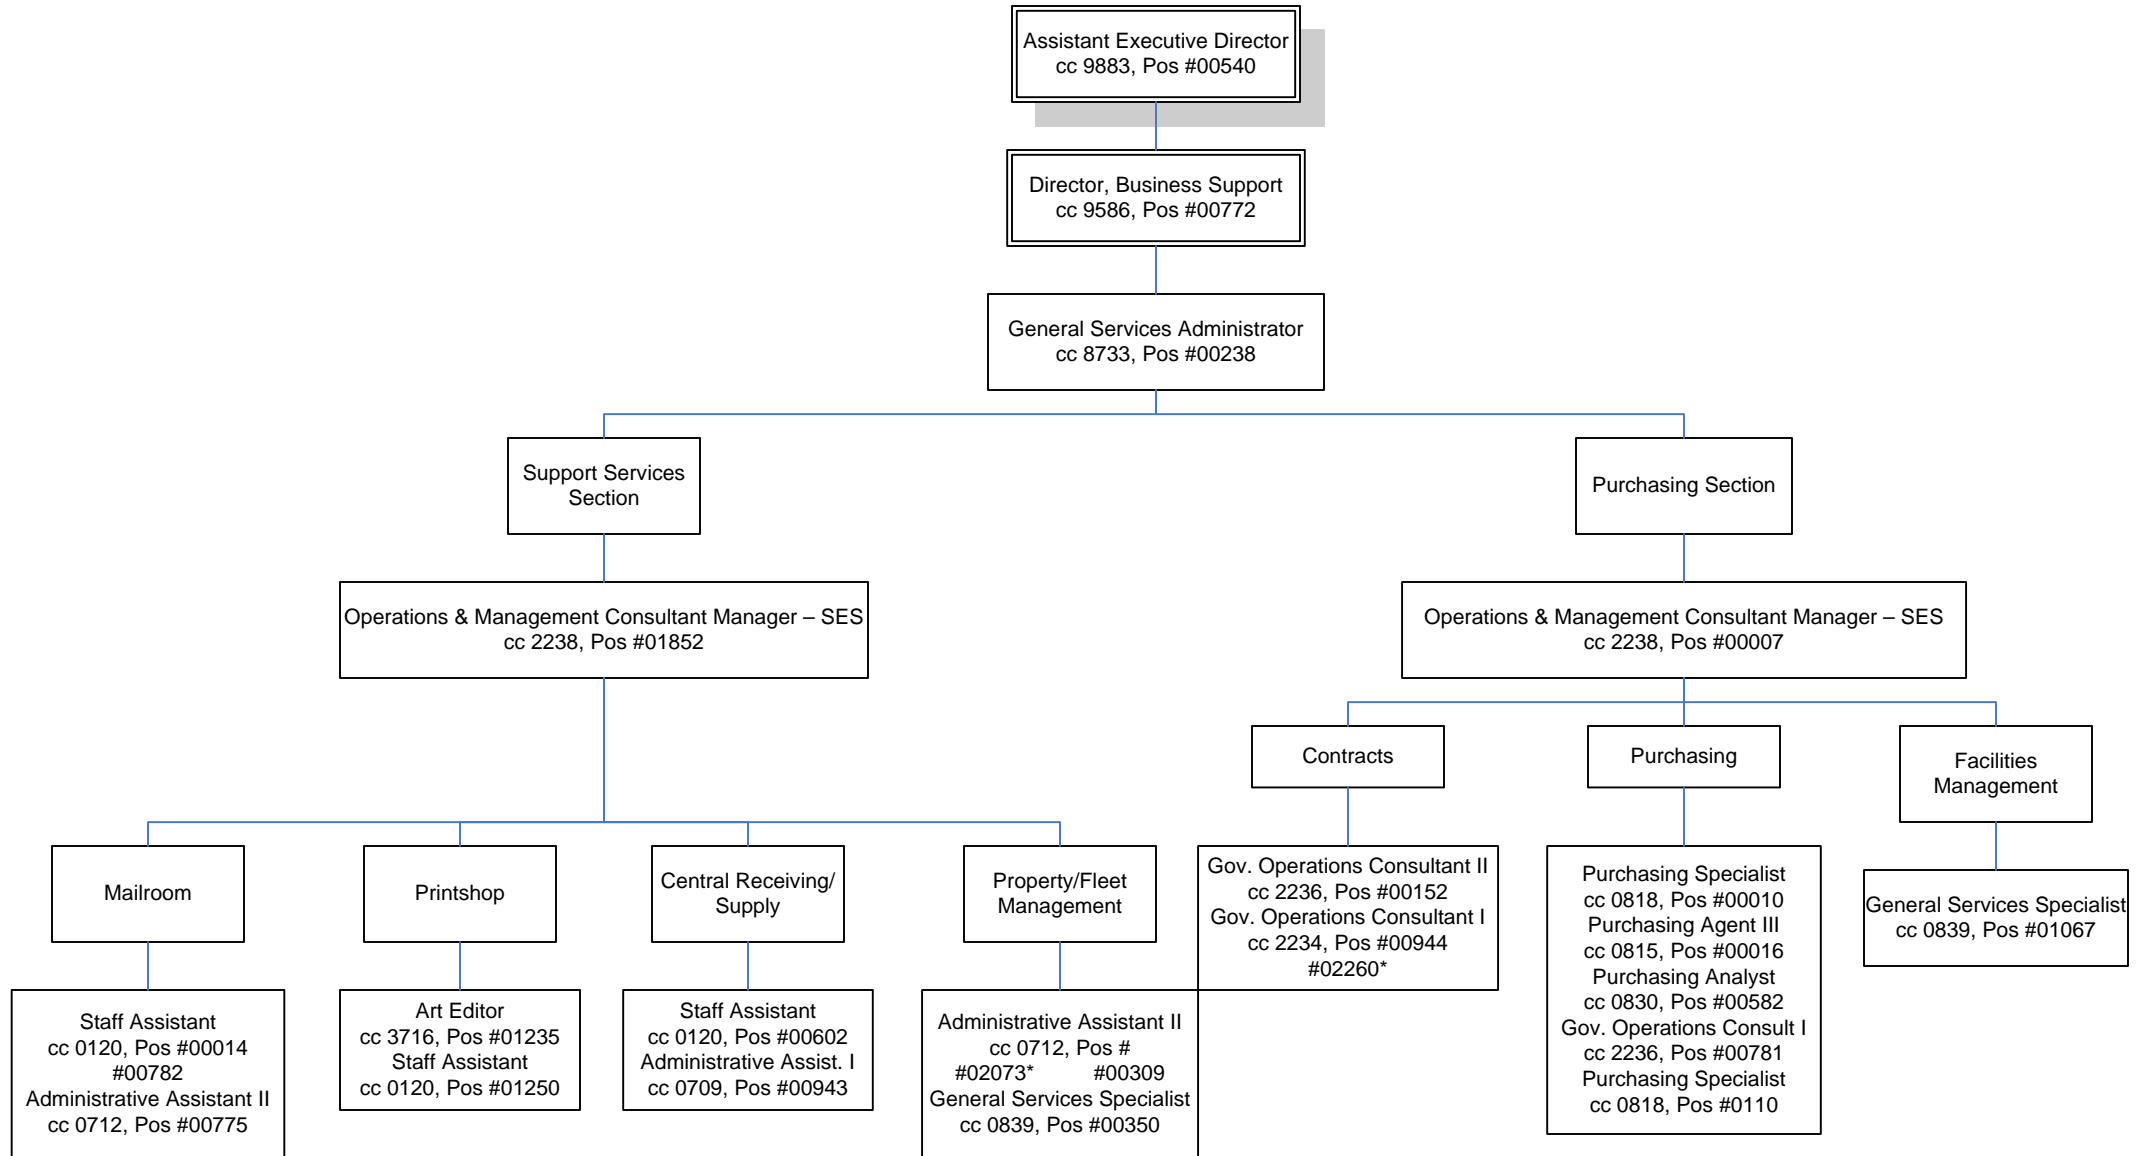 Assistant Executive Director
cc 9883, Pos #00540
Director, Business Support
cc 9586, Pos #00772
General Services Administrator
cc 8733, Pos #00238
Support Services
Section
Purchasing Section
Operations & Management Consultant Manager – SES
cc 2238, Pos #01852
Operations & Management Consultant Manager – SES
cc 2238, Pos #00007
Contracts
Purchasing
Facilities
Management
Mailroom
Printshop
Central Receiving/
Supply
Property/Fleet
Management
Gov. Operations Consultant II
cc 2236, Pos #00152
Gov. Operations Consultant I
cc 2234, Pos #00944
#02260*
Purchasing Specialist
cc 0818, Pos #00010
Purchasing Agent III
cc 0815, Pos #00016
Purchasing Analyst
cc 0830, Pos #00582
Gov. Operations Consult I
cc 2236, Pos #00781
Purchasing Specialist
cc 0818, Pos #0110
General Services Specialist
cc 0839, Pos #01067
Staff Assistant
cc 0120, Pos #00014
#00782
Administrative Assistant II
cc 0712, Pos #00775
Art Editor
cc 3716, Pos #01235
Staff Assistant
cc 0120, Pos #01250
Staff Assistant
cc 0120, Pos #00602
Administrative Assist. I
cc 0709, Pos #00943
Administrative Assistant II
cc 0712, Pos #
#02073* #00309
General Services Specialist
cc 0839, Pos #00350